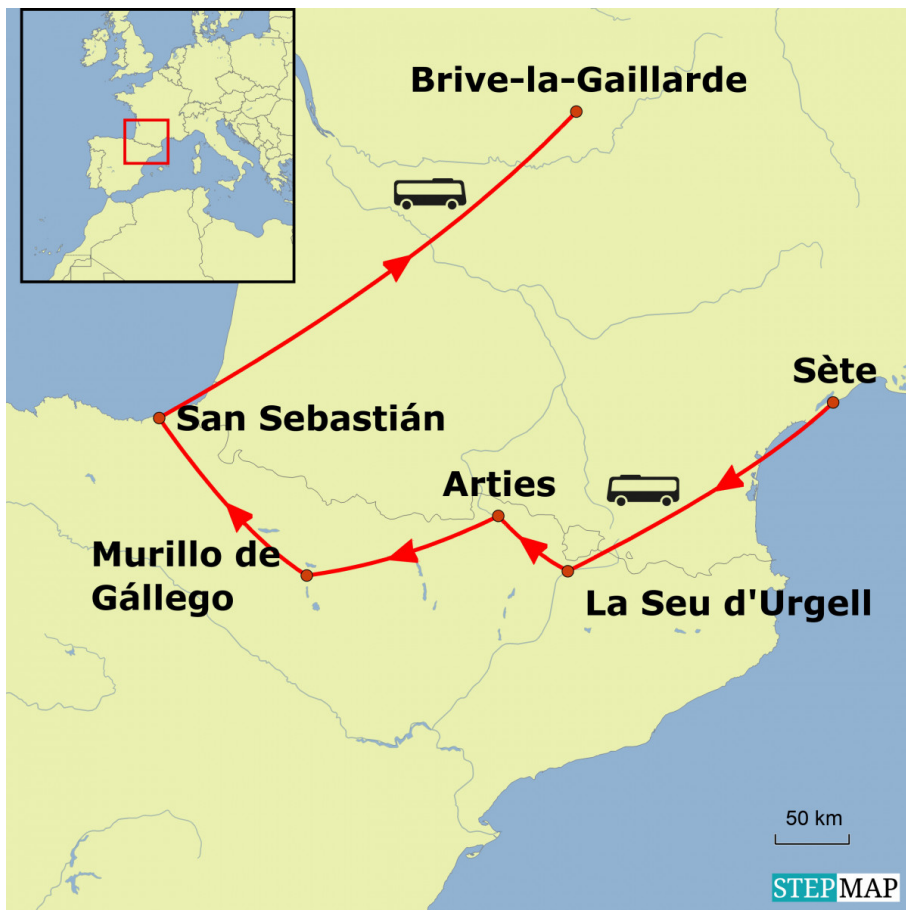 Brive-la-Gaillarde
Sète
San Sebastián
Arties
Murillo de
Gállego
La Seu d'Urgell
50 km
STEPMAP